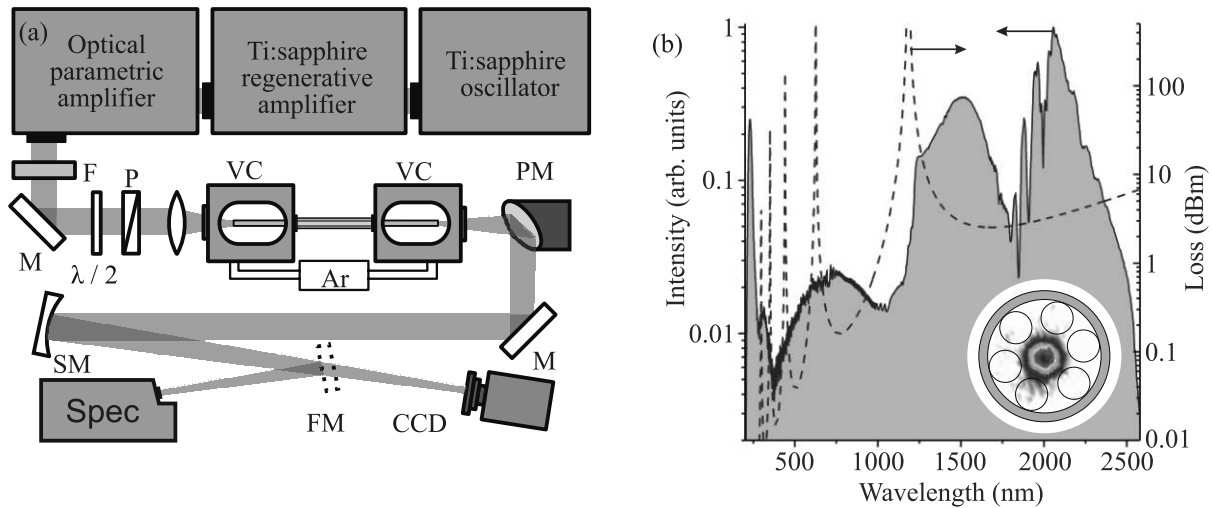 (a)
Optical
parametric
amplifier
Ti:sapphire
regenerative
amplifier
Ti:sapphire
oscillator
F
P
VC
VC
PM
M
λ / 2
Ar
SM
M
Spec
FM
CCD
(b)
Intensity (arb. units)
1
0.1
0.01
100
10
1
0.1
0.01
Loss (dBm)
500
1000
1500
2000
2500
Wavelength (nm)